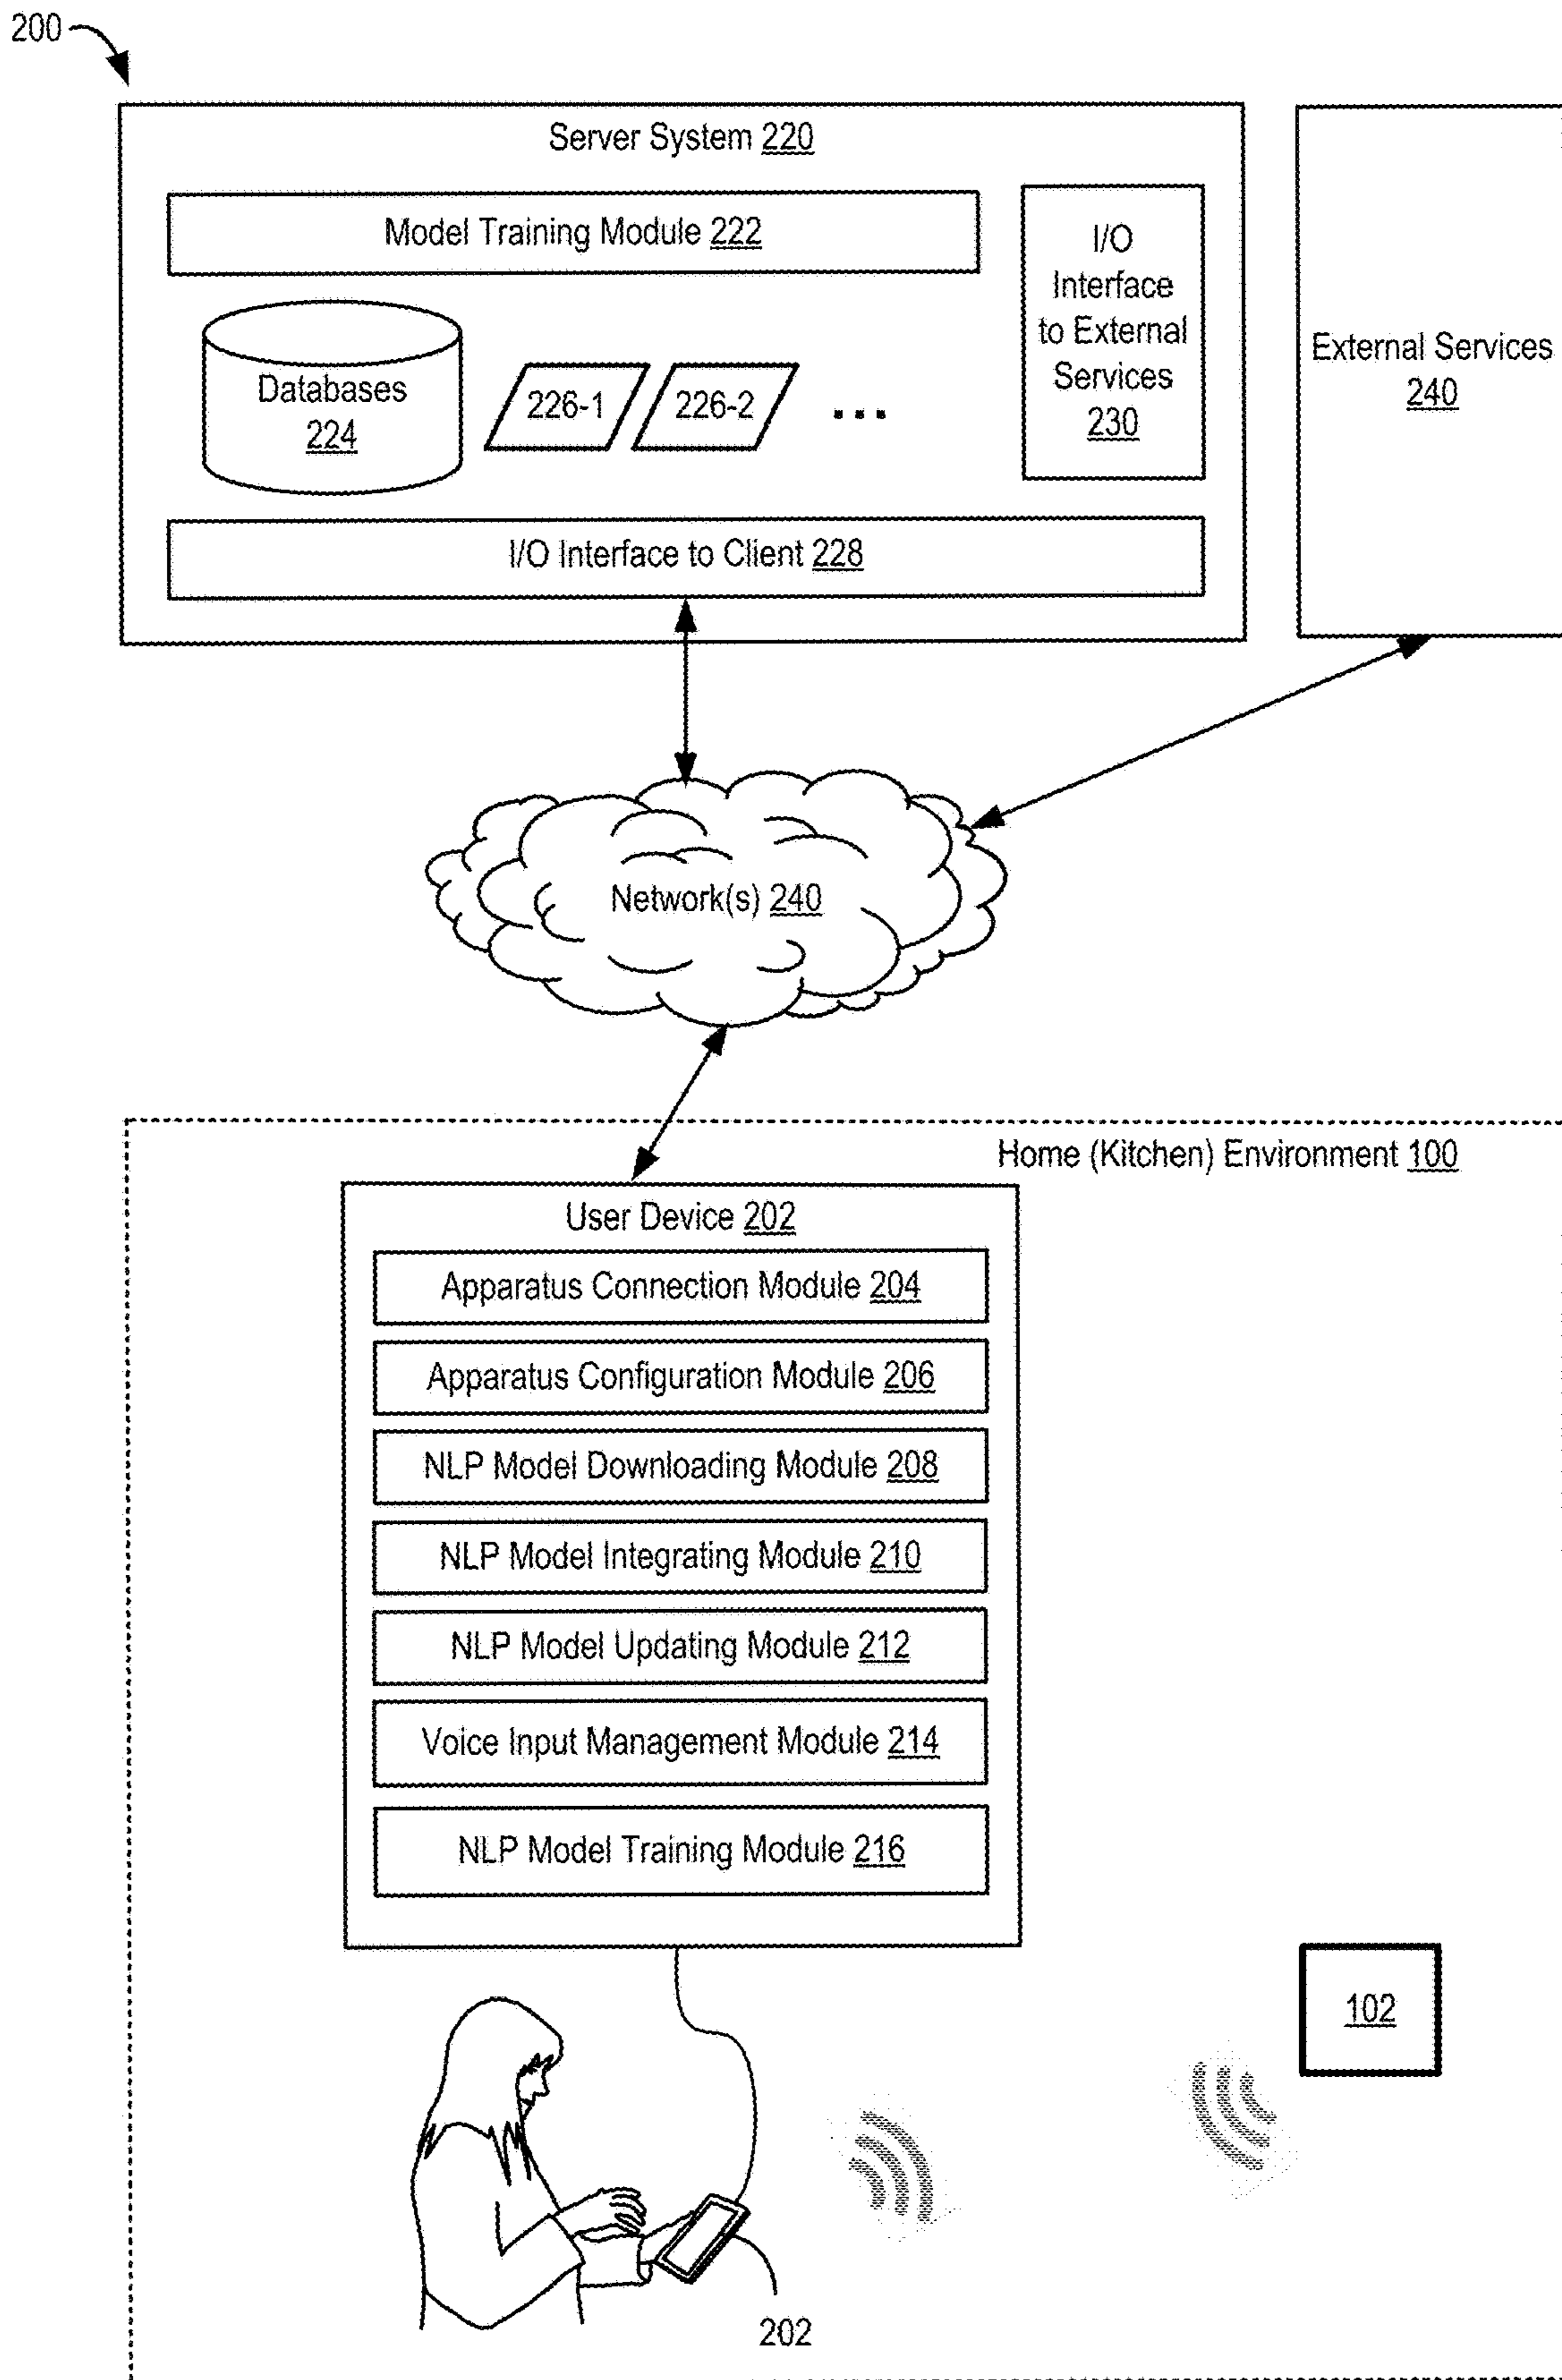 200
Server System 220
Model Training Module 222
I/O
Interface
to External
Services
230
Databases
224
226-1
226-2
...
I/O Interface to Client 228
External Services
240
Network(s) 240
Home (Kitchen) Environment 100
User Device 202
Apparatus Connection Module 204
Apparatus Configuration Module 206
NLP Model Downloading Module 208
NLP Model Integrating Module 210
NLP Model Updating Module 212
Voice Input Management Module 214
NLP Model Training Module 216
102
202